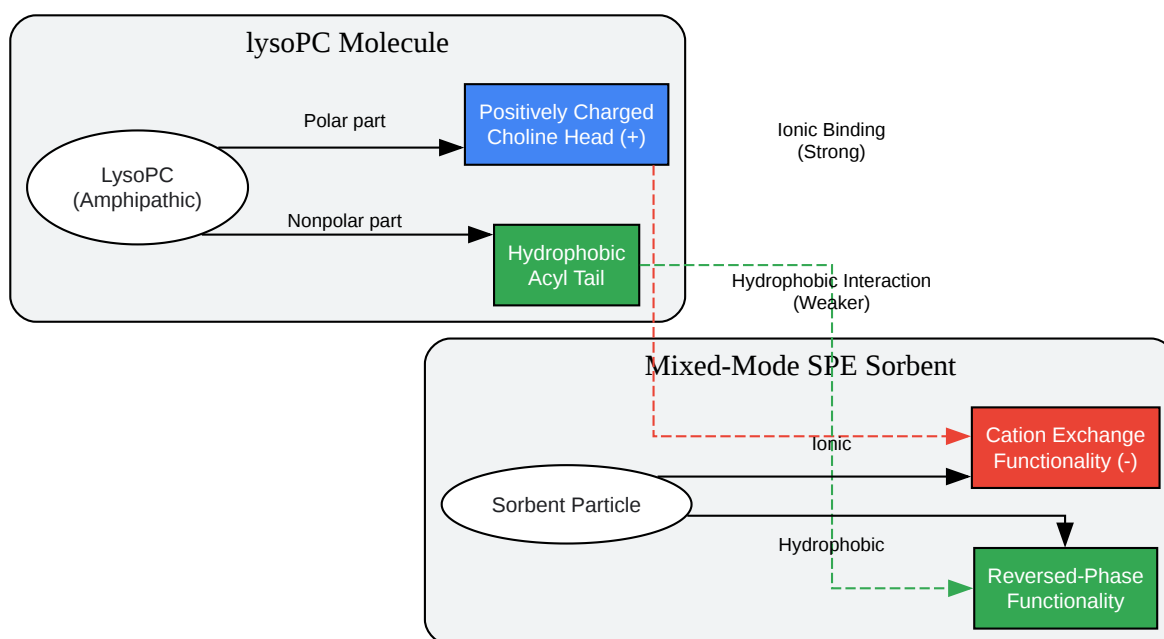 lysoPC Molecule
Positively Charged
Choline Head (+)
Polar part
Ionic Binding
(Strong)
LysoPC
(Amphipathic)
Nonpolar part
Hydrophobic
Acyl Tail
Hydrophobic Interaction
(Weaker)
Mixed-Mode SPE Sorbent
Cation Exchange
Functionality (-)
Ionic
Sorbent Particle
Hydrophobic
Reversed-Phase
Functionality